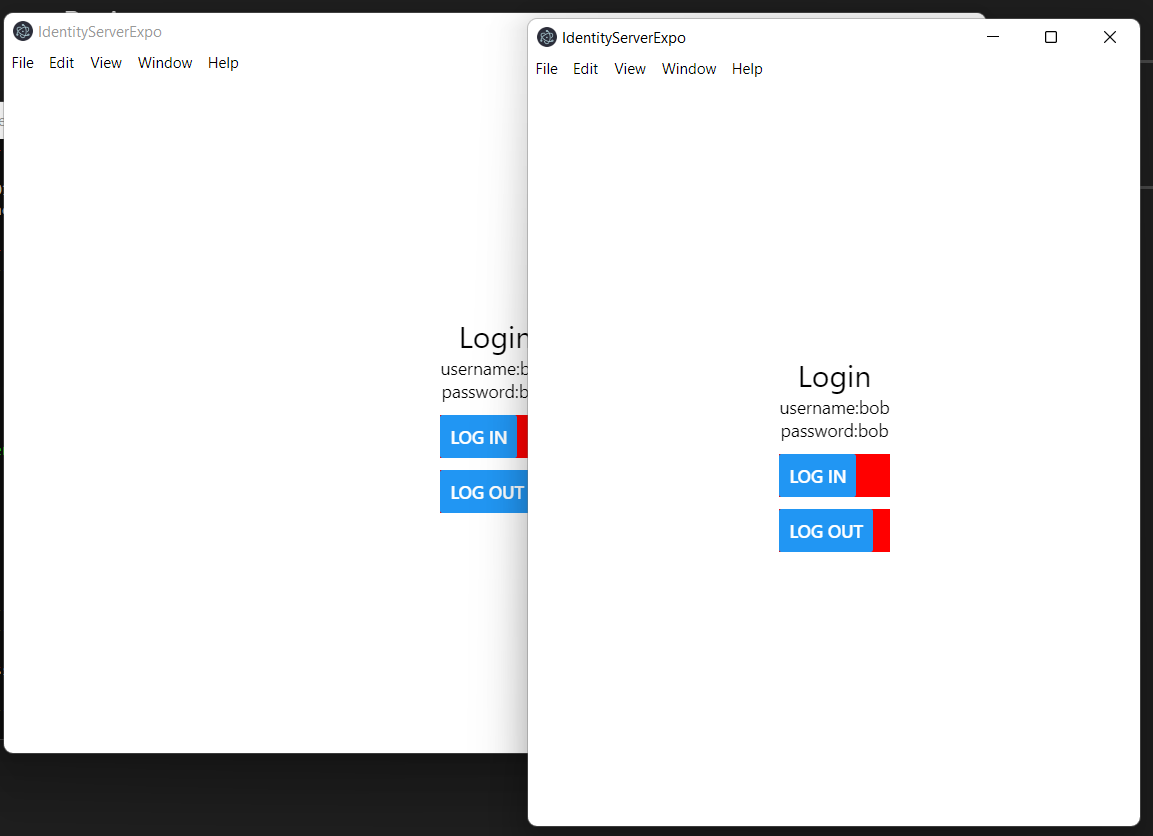 IdentityServerExpo
File Edit View Window Help
Login
username:b
password:b
LOG IN
LOG OUT
IdentityServerExpo
File Edit View Window Help
Login
username:bob
password:bob
LOG IN
LOG OUT